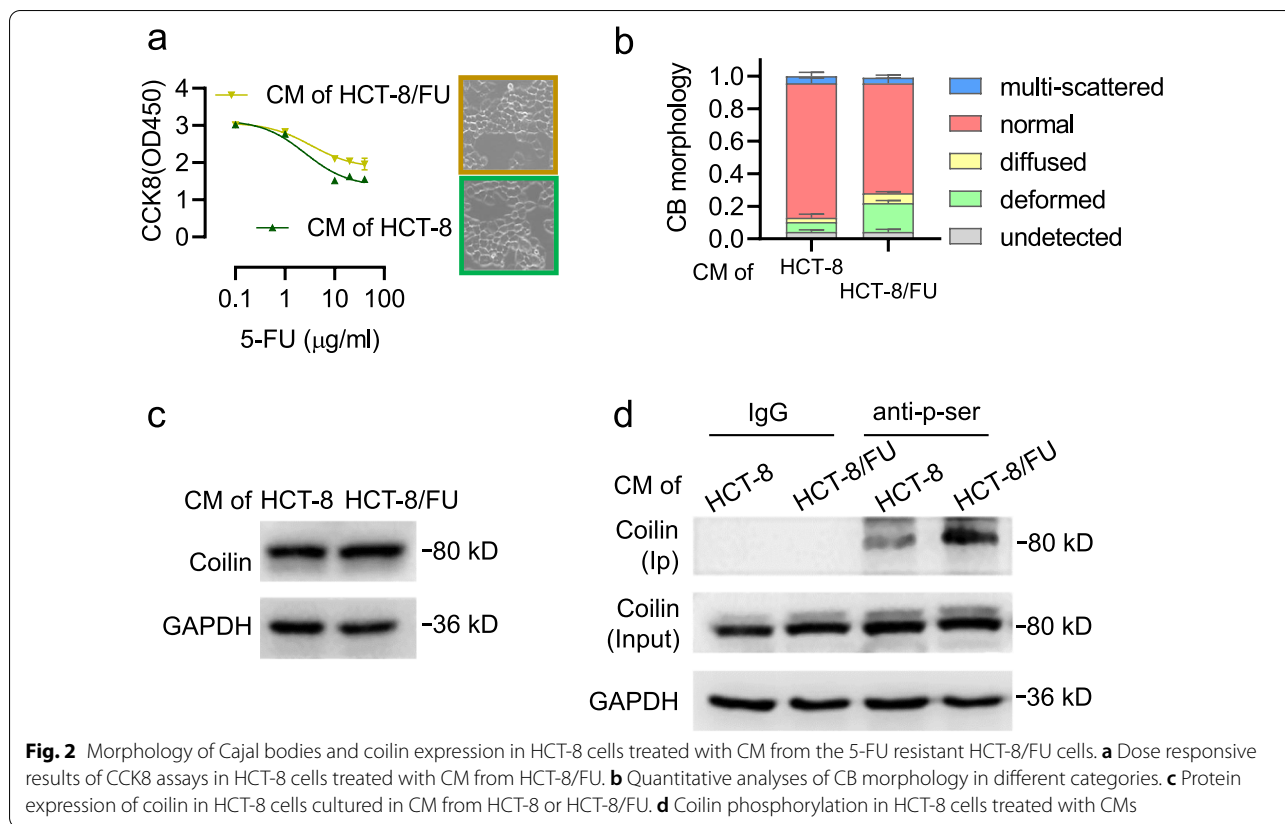 a
CCK8(OD450)
4
3
2
1
0
CM of HCT-8/FU
CM of HCT-8
0.1 1 10 100
5-FU (μg/ml)
b
CB morphology
1.0
0.8
0.6
0.4
0.2
0.0
CM of HCT-8 HCT-8/FU
multi-scattered
normal
diffused
deformed
undetected
c
CM of HCT-8 HCT-8/FU
Coilin -80 kD
GAPDH -36 kD
d
IgG anti-p-ser
CM of HCT-8 HCT-8/FU HCT-8 HCT-8/FU
Coilin
(Ip) -80 kD
Coilin
(Input) -80 kD
GAPDH -36 kD
Fig. 2 Morphology of Cajal bodies and coilin expression in HCT-8 cells treated with CM from the 5-FU resistant HCT-8/FU cells. a Dose responsive
results of CCK8 assays in HCT-8 cells treated with CM from HCT-8/FU. b Quantitative analyses of CB morphology in different categories. c Protein
expression of coilin in HCT-8 cells cultured in CM from HCT-8 or HCT-8/FU. d Coilin phosphorylation in HCT-8 cells treated with CMs